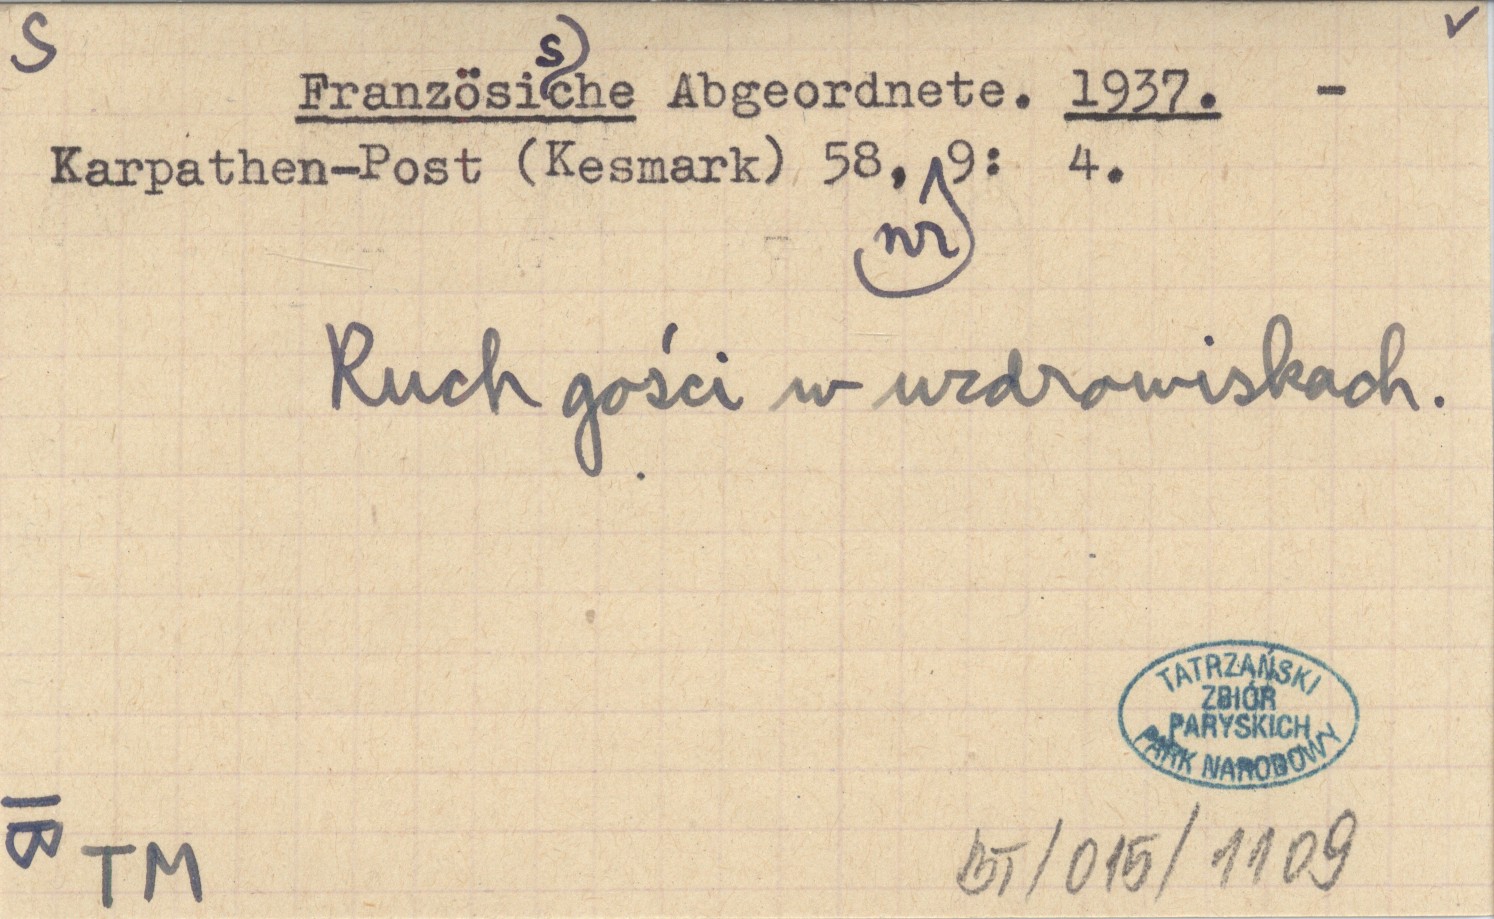 S
Französische Abgeordnete. 1937. -
Karpathen-Post (Kesmark) 58, nr 9: 4.
Ruch gości w uzdrowiskach.
TATRZAŃSKI
ZBIÓR
PARYSKICH
PARK NARODOWY
IB
TM
BT/015/1109